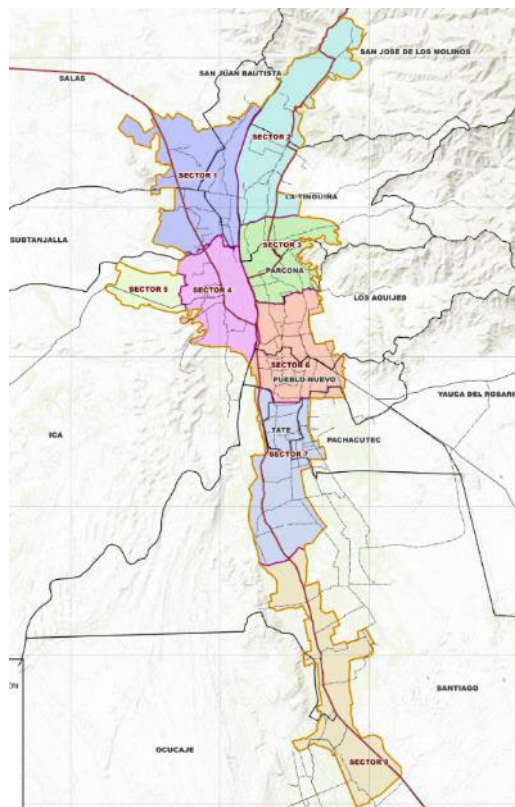 SAN JOSE DE LOS MOLINOS
SAN JUAN BAUTISTA
SALAS
SECTOR 2
SECTOR 1
LA TINGUIÑA
SUBTANJALLA
SECTOR 3
PARCONA
SECTOR 5
SECTOR 4
LOS AQUIJES
SECTOR 6
PUEBLO NUEVO
YAUCA DEL ROSARI
ICA
TATE
PACHACUTEC
SECTOR 7
SANTIAGO
OCUCAJE
SECTOR 8